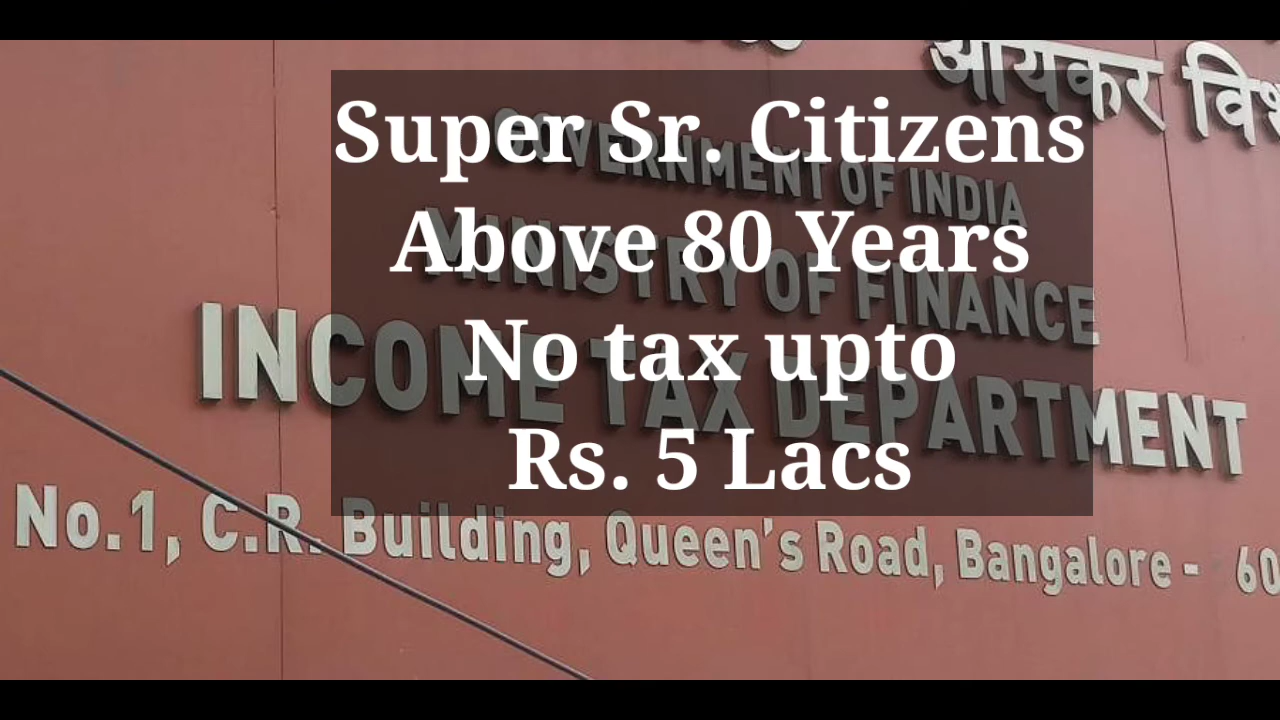 आयकर
Super Sr. Citizens
Above 80 Years
No tax upto
Rs. 5 Lacs
GOVERNMENT OF INDIA
MINISTRY OF FINANCE
INCOME TAX DEPARTMENT
No.1, C.R. Building, Queen's Road, Bangalore - 60